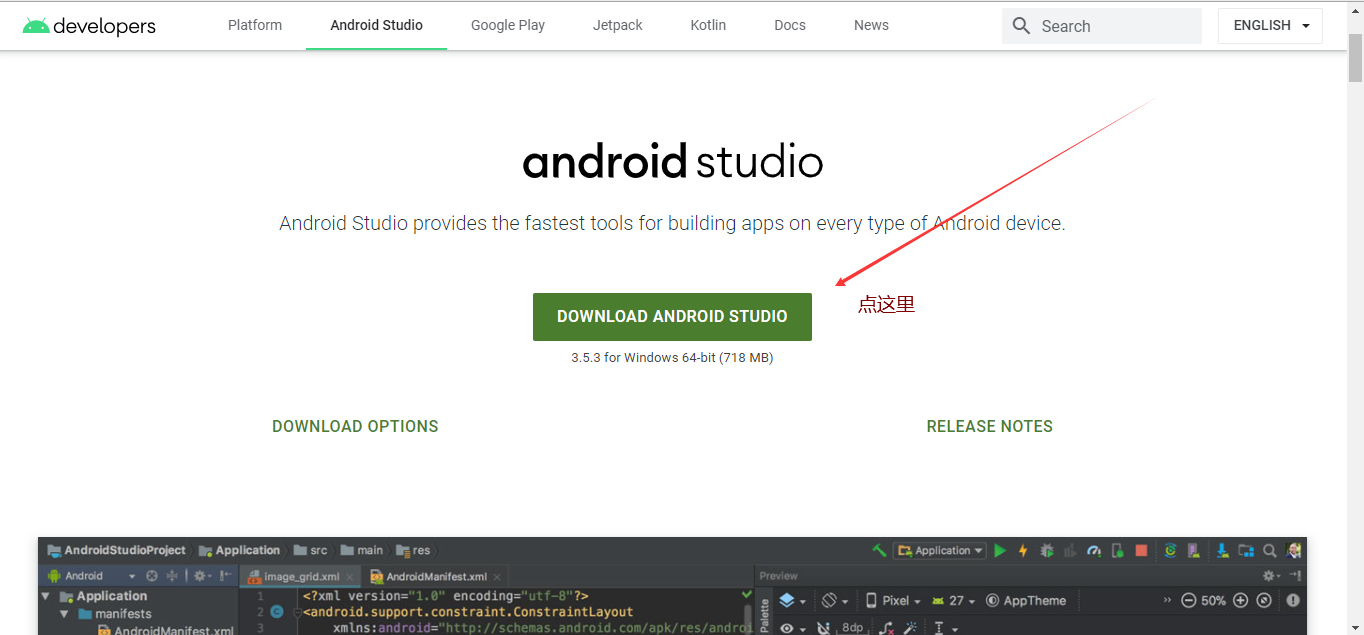 developers Platform Android Studio Google Play Jetpack Kotlin Docs News Search ENGLISH
android studio
Android Studio provides the fastest tools for building apps on every type of Android device.
DOWNLOAD ANDROID STUDIO
点这里
3.5.3 for Windows 64-bit (718 MB)
DOWNLOAD OPTIONS RELEASE NOTES
AndroidStudioProject Application src main res Application
Android image_grid.xml AndroidManifest.xml Preview
Application 1 <?xml version="1.0" encoding="utf-8"?> Palette Pixel 27 AppTheme 50%
manifests 2 <android.support.constraint.ConstraintLayout
AndroidManifest.xml 3 xmlns:android="http://schemas.android.com/apk/res/androi 8dp